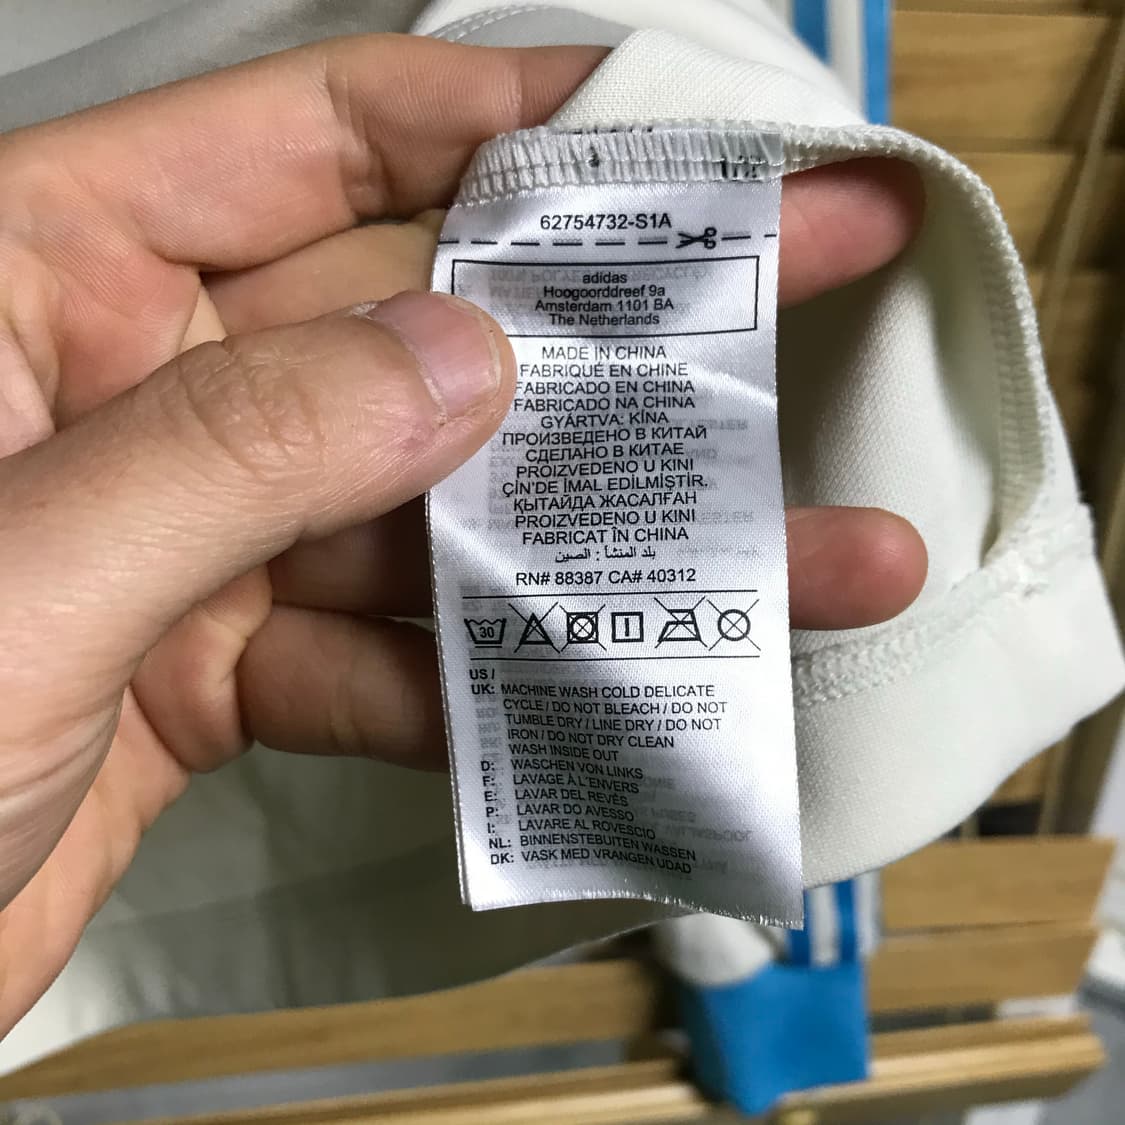 62754732-S1A
adidas
Hoogoorddreef 9a
Amsterdam 1101 BA
The Netherlands
MADE IN CHINA
FABRIQUÉ EN CHINE
FABRICADO EN CHINA
FABRICADO NA CHINA
GYÁRTVA: KÍNA
ПРОИЗВЕДЕНО В КИТАЙ
СДЕЛАНО В КИТАЕ
PROIZVEDENO U KINI
ÇİN'DE İMAL EDİLMİŞTİR.
ҚЫТАЙДА ЖАСАЛҒАН
PROIZVEDENO U KINI
FABRICAT ÎN CHINA
بلد المنشأ : الصين
RN# 88387 CA# 40312
30
US /
UK: MACHINE WASH COLD DELICATE
CYCLE / DO NOT BLEACH / DO NOT
TUMBLE DRY / LINE DRY / DO NOT
IRON / DO NOT DRY CLEAN
WASH INSIDE OUT
D: WASCHEN VON LINKS
F: LAVAGE À L'ENVERS
E: LAVAR DEL REVÉS
P: LAVAR DO AVESSO
I: LAVARE AL ROVESCIO
NL: BINNENSTEBUITEN WASSEN
DK: VASK MED VRANGEN UDAD